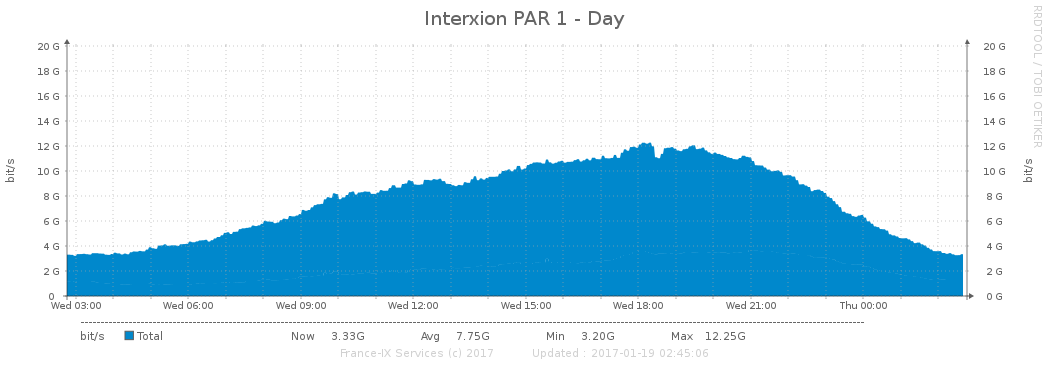 Interxion PAR 1 - Day
RRDTOOL / TOBI OETIKER
bit/s
bit/s
20 G 20 G
18 G 18 G
16 G 16 G
14 G 14 G
12 G 12 G
10 G 10 G
8 G 8 G
6 G 6 G
4 G 4 G
2 G 2 G
0 0 G
Wed 03:00 Wed 06:00 Wed 09:00 Wed 12:00 Wed 15:00 Wed 18:00 Wed 21:00 Thu 00:00
bit/s Total Now 3.33G Avg 7.75G Min 3.20G Max 12.25G
France-IX Services (c) 2017 Updated : 2017-01-19 02:45:06